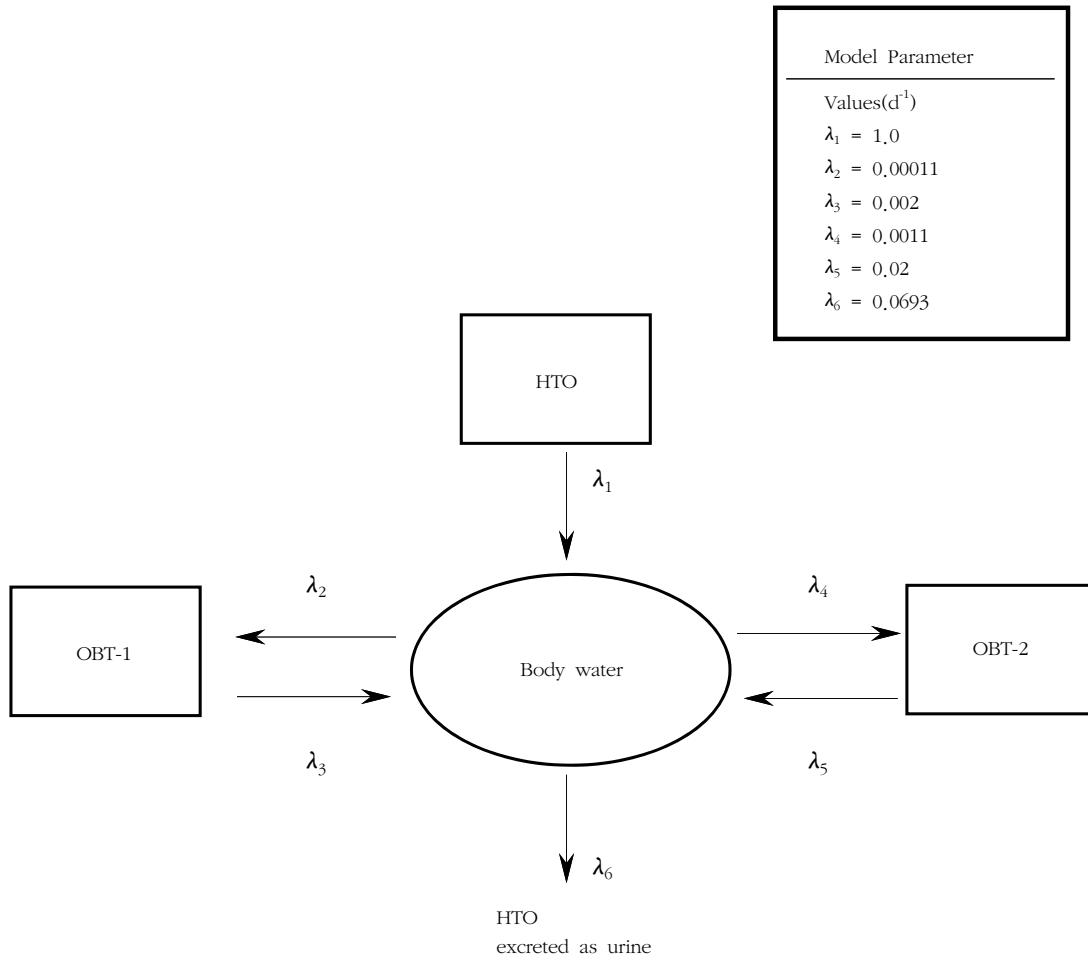 Model Parameter
Values(d⁻¹)
λ₁ = 1.0
λ₂ = 0.00011
λ₃ = 0.002
λ₄ = 0.0011
λ₅ = 0.02
λ₆ = 0.0693
HTO
λ₁
λ₂
λ₄
OBT-1
Body water
OBT-2
λ₃
λ₅
λ₆
HTO
excreted as urine